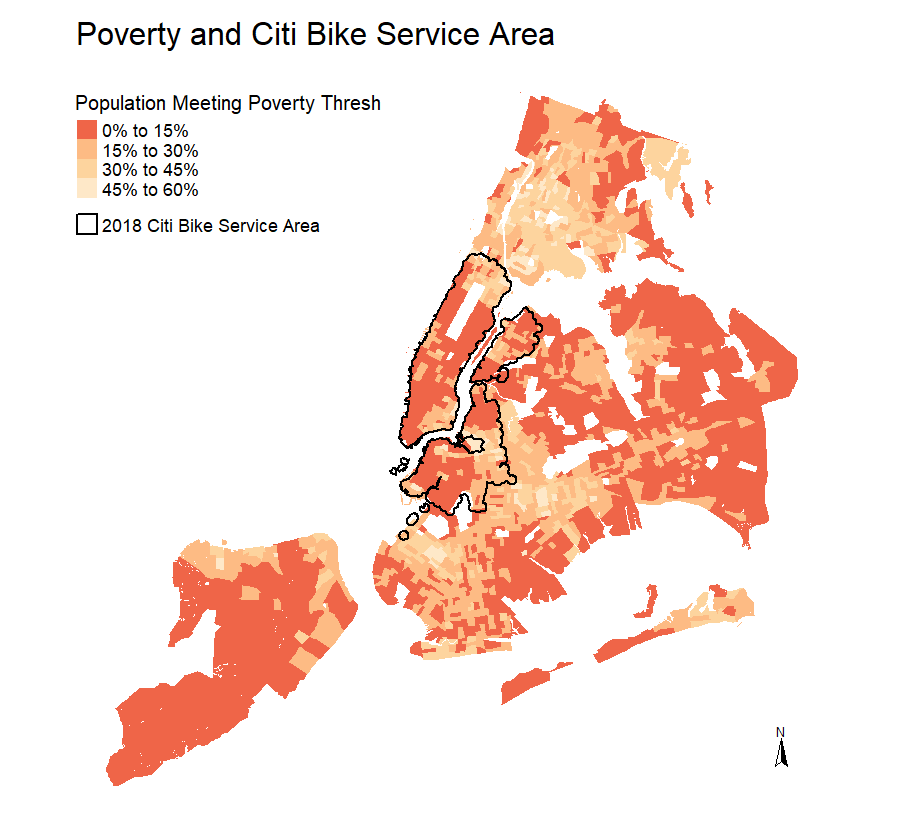 Poverty and Citi Bike Service Area
Population Meeting Poverty Thresh
0% to 15%
15% to 30%
30% to 45%
45% to 60%
2018 Citi Bike Service Area
N